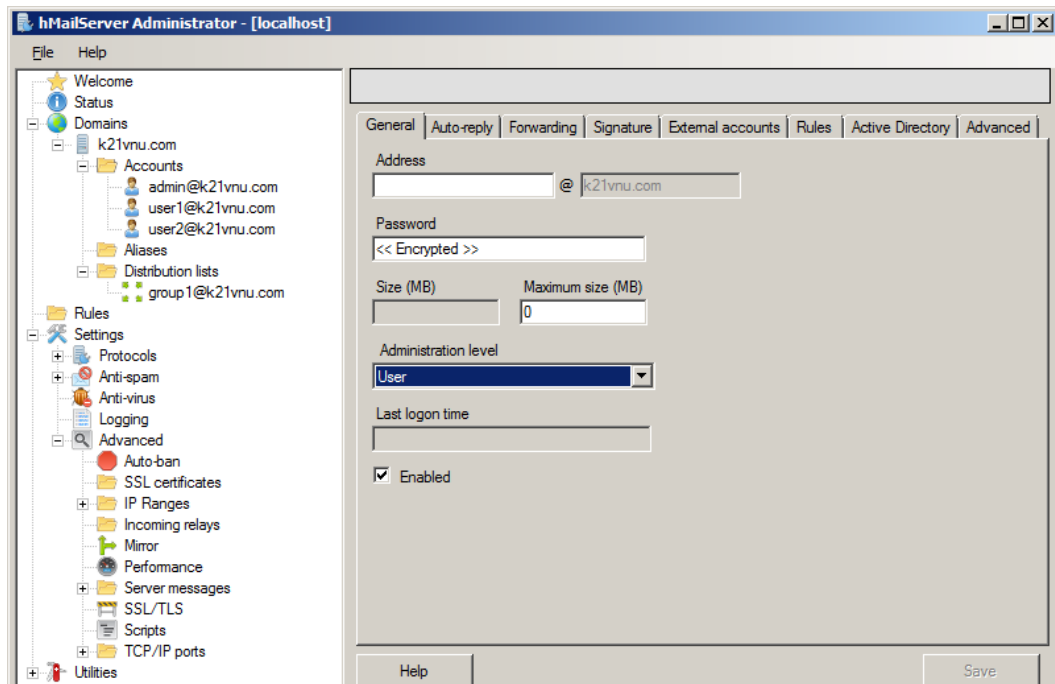 hMailServer Administrator - [localhost]
File Help
Welcome
Status
Domains
k21vnu.com
Accounts
admin@k21vnu.com
user1@k21vnu.com
user2@k21vnu.com
Aliases
Distribution lists
group1@k21vnu.com
Rules
Settings
Protocols
Anti-spam
Anti-virus
Logging
Advanced
Auto-ban
SSL certificates
IP Ranges
Incoming relays
Mirror
Performance
Server messages
SSL/TLS
Scripts
TCP/IP ports
Utilities
General Auto-reply Forwarding Signature External accounts Rules Active Directory Advanced
Address
@ k21vnu.com
Password
<< Encrypted >>
Size (MB) Maximum size (MB)
0
Administration level
User
Last logon time
Enabled
Help Save